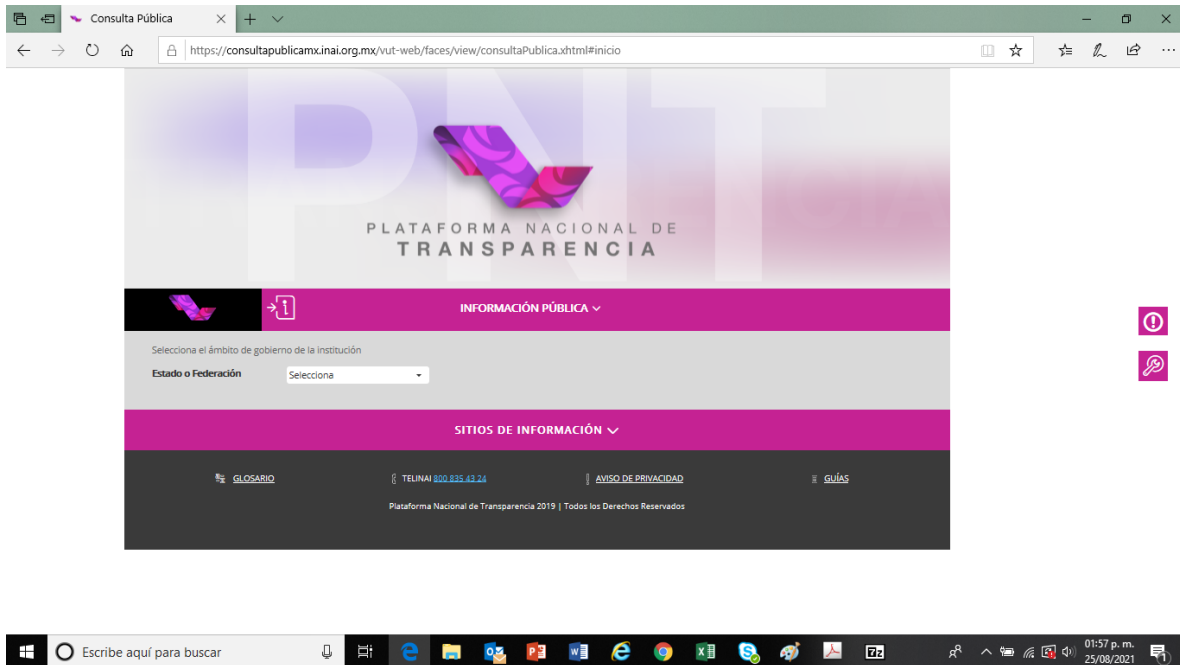 Consulta Pública
https://consultapublicamx.inai.org.mx/vut-web/faces/view/consultaPublica.xhtml#inicio
PNT
PLATAFORMA NACIONAL DE
TRANSPARENCIA
INFORMACIÓN PÚBLICA
Selecciona el ámbito de gobierno de la institución
Estado o Federación Selecciona
SITIOS DE INFORMACIÓN
GLOSARIO TELINAI 800 835 43 24 AVISO DE PRIVACIDAD GUÍAS
Plataforma Nacional de Transparencia 2019 | Todos los Derechos Reservados
Escribe aquí para buscar
01:57 p. m.
25/08/2021